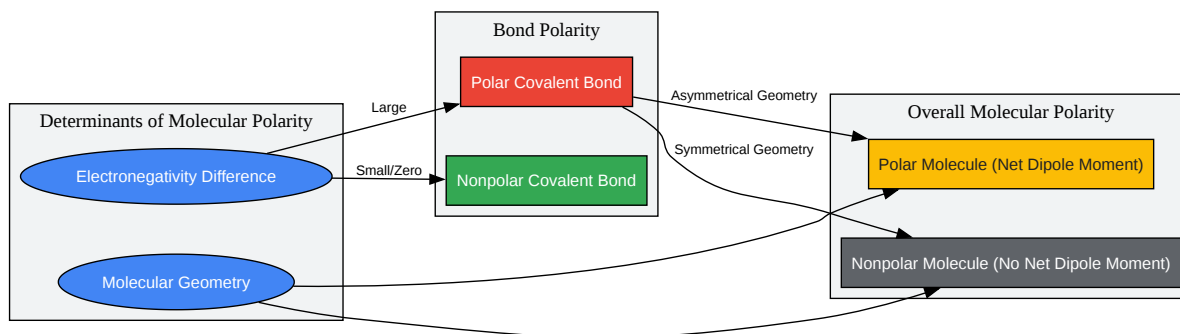 Bond Polarity
Polar Covalent Bond
Large
Asymmetrical Geometry
Determinants of Molecular Polarity
Overall Molecular Polarity
Electronegativity Difference
Small/Zero
Nonpolar Covalent Bond
Symmetrical Geometry
Polar Molecule (Net Dipole Moment)
Molecular Geometry
Nonpolar Molecule (No Net Dipole Moment)